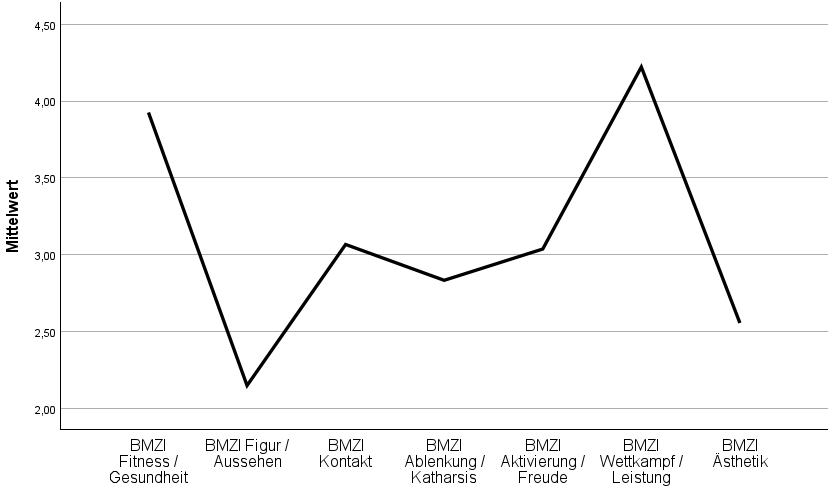 4,50
4,00
3,50
3,00
2,50
2,00
Mittelwert
BMZI
Fitness /
Gesundheit
BMZI Figur /
Aussehen
BMZI
Kontakt
BMZI
Ablenkung /
Katharsis
BMZI
Aktivierung /
Freude
BMZI
Wettkampf /
Leistung
BMZI
Ästhetik